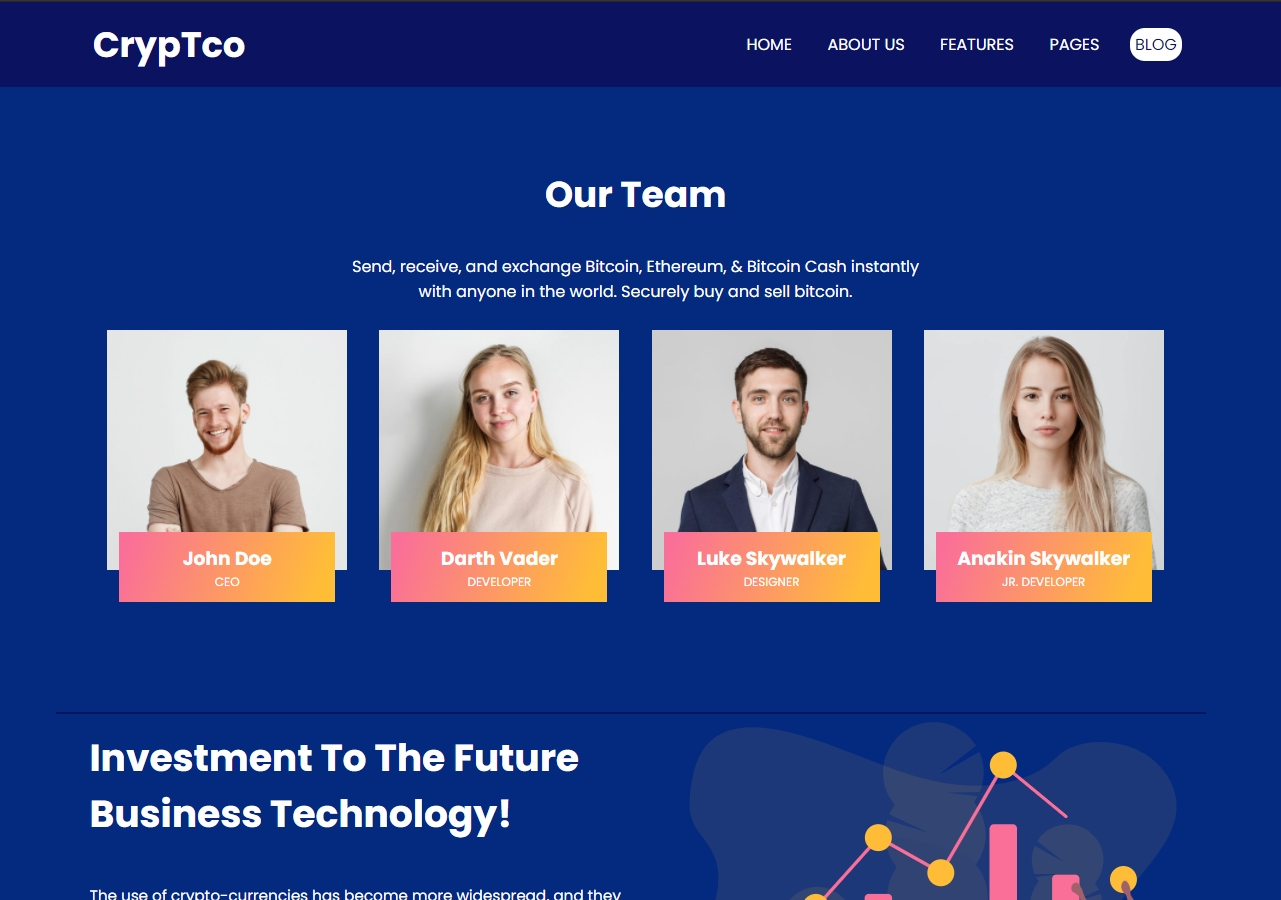 CrypTco
HOME
ABOUT US
FEATURES
PAGES
BLOG
Our Team
Send, receive, and exchange Bitcoin, Ethereum, & Bitcoin Cash instantly
with anyone in the world. Securely buy and sell bitcoin.
John Doe
CEO
Darth Vader
DEVELOPER
Luke Skywalker
DESIGNER
Anakin Skywalker
JR. DEVELOPER
Investment To The Future
Business Technology!
The use of crypto-currencies has become more widespread, and they